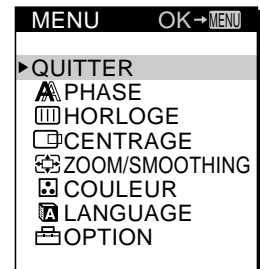 MENU OK→MENU
QUITTER
PHASE
HORLOGE
CENTRAGE
ZOOM/SMOOTHING
COULEUR
LANGUAGE
OPTION